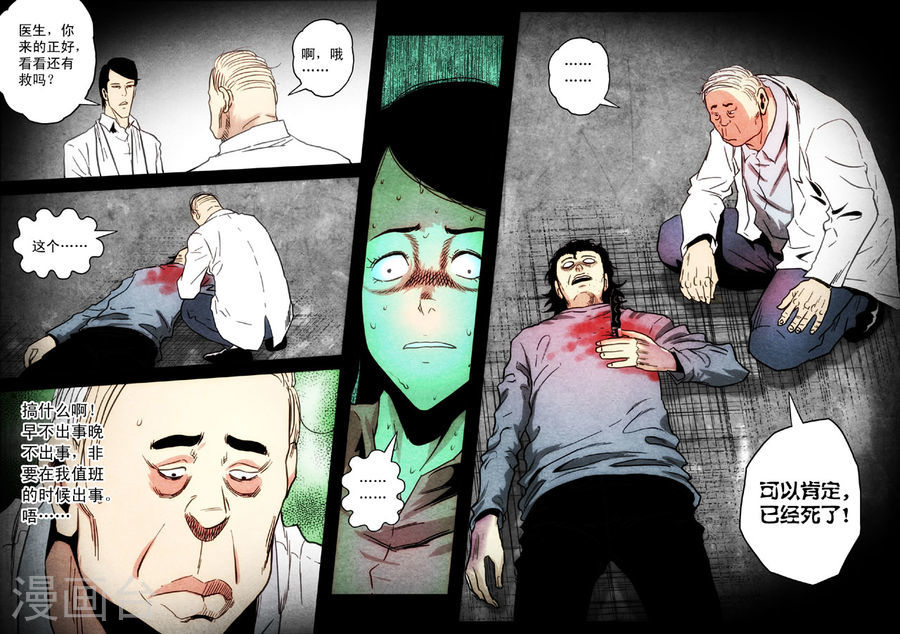 医生，你
来的正好，
看看还有
救吗？
啊，哦
……
这个……
搞什么啊！
早不出事晚
不出事，非
要在我值班
的时候出事。
唔……
……
……
……
……
可以肯定，
已经死了！
漫画台